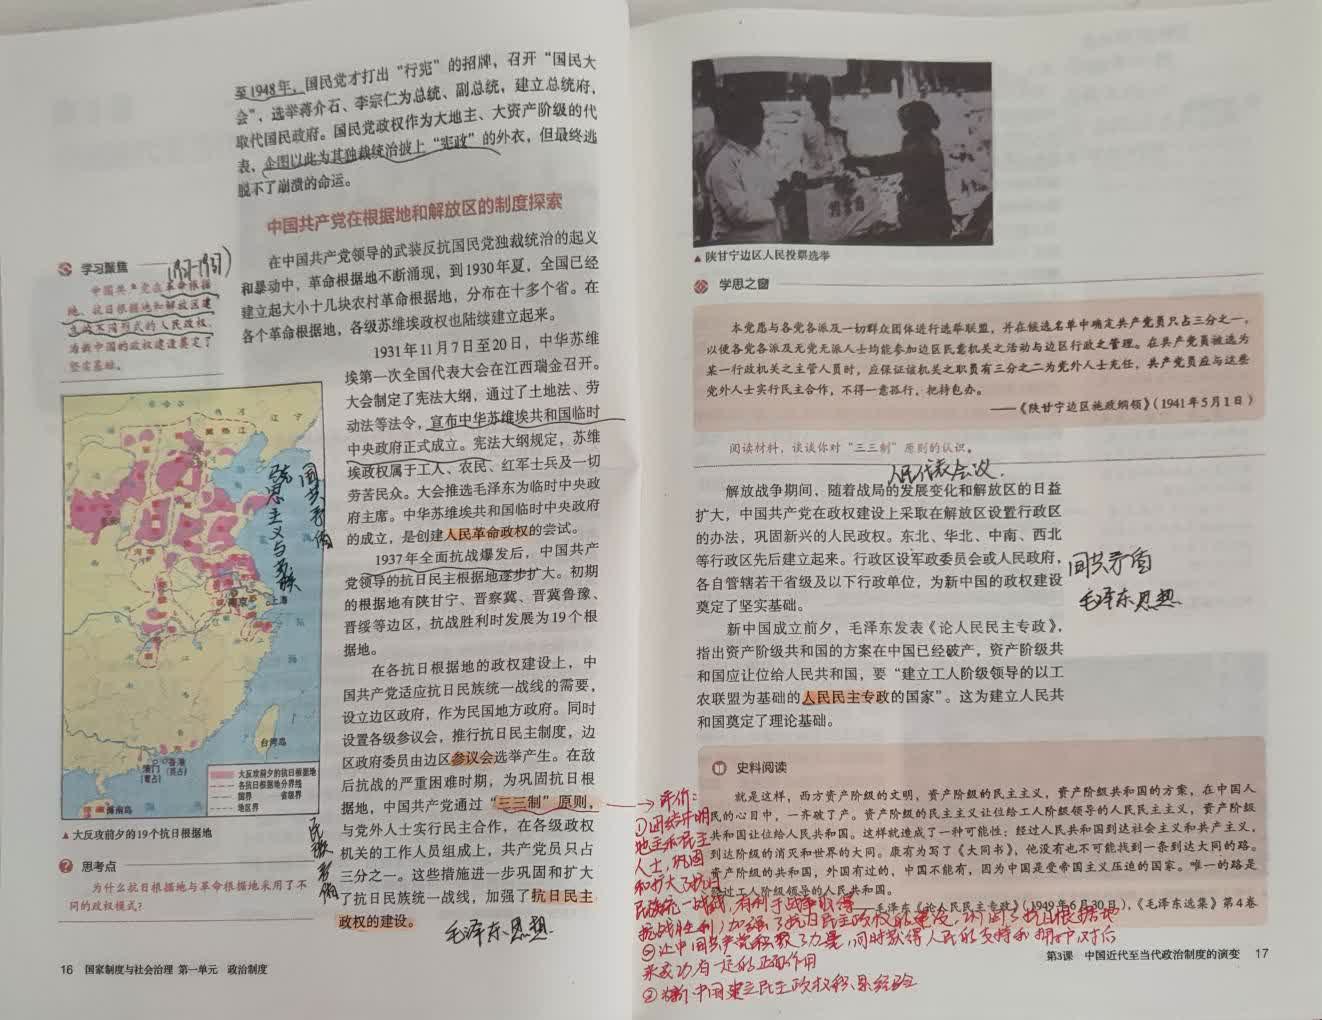 至1948年，国民党才打出“行宪”的招牌，召开“国民大
会”，选举蒋介石、李宗仁为总统、副总统，建立总统府，
取代国民政府。国民党政权作为大地主、大资产阶级的代
表，企图以此为其独裁统治披上“宪政”的外衣，但最终逃
脱不了崩溃的命运。
中国共产党在根据地和解放区的制度探索
学习聚焦
(1927-1937)
中国共产党在革命根据
地、抗日根据地和解放区建
立的不同形式的人民政权，
为新中国的政权建设奠定了
坚实基础。
在中国共产党领导的武装反抗国民党独裁统治的起义
和暴动中，革命根据地不断涌现，到1930年夏，全国已经
建立起大小十几块农村革命根据地，分布在十多个省。在
各个革命根据地，各级苏维埃政权也陆续建立起来。
1931年11月7日至20日，中华苏维
埃第一次全国代表大会在江西瑞金召开。
大会制定了宪法大纲，通过了土地法、劳
动法等法令，宣布中华苏维埃共和国临时
中央政府正式成立。宪法大纲规定，苏维
埃政权属于工人、农民、红军士兵及一切
劳苦民众。大会推选毛泽东为临时中央政
府主席。中华苏维埃共和国临时中央政府
的成立，是创建人民革命政权的尝试。
1937年全面抗战爆发后，中国共产
党领导的抗日民主根据地逐步扩大。初期
的根据地有陕甘宁、晋察冀、晋冀鲁豫、
晋绥等边区，抗战胜利时发展为19个根
据地。
在各抗日根据地的政权建设上，中
国共产党适应抗日民族统一战线的需要，
设立边区政府，作为民国地方政府。同时
设置各级参议会，推行抗日民主制度，边
区政府委员由边区参议会选举产生。在敌
后抗战的严重困难时期，为巩固抗日根
据地，中国共产党通过“三三制”原则，
与党外人士实行民主合作，在各级政权
机关的工作人员组成上，共产党员只占
三分之一。这些措施进一步巩固和扩大
了抗日民族统一战线，加强了抗日民主
政权的建设。
毛泽东思想
国共矛盾
南京
上海
台湾岛
香港
（英占）
澳门
（葡占）
海南岛
大反攻前夕的抗日根据地
各抗日根据地分界线
国界
省级界
地区界
▲大反攻前夕的19个抗日根据地
民族矛盾
思考点
为什么抗日根据地与革命根据地采用了不
同的政权模式？
16 国家制度与社会治理 第一单元 政治制度
▲陕甘宁边区人民投票选举
学思之窗
本党愿与各党各派及一切群众团体进行选举联盟，并在候选名单中确定共产党员只占三分之一，
以便各党各派及无党无派人士均能参加边区民意机关之活动与边区行政之管理。在共产党员被选为
某一行政机关之主管人员时，应保证该机关之职员有三分之二为党外人士充任，共产党员应与这些
党外人士实行民主合作，不得一意孤行，把持包办。
——《陕甘宁边区施政纲领》（1941年5月1日）
阅读材料，谈谈你对“三三制”原则的认识。
人民代表会议
解放战争期间，随着战局的发展变化和解放区的日益
扩大，中国共产党在政权建设上采取在解放区设置行政区
的办法，巩固新兴的人民政权。东北、华北、中南、西北
等行政区先后建立起来。行政区设军政委员会或人民政府，
各自管辖若干省级及以下行政单位，为新中国的政权建设
奠定了坚实基础。
国共矛盾
毛泽东思想
新中国成立前夕，毛泽东发表《论人民民主专政》，
指出资产阶级共和国的方案在中国已经破产，资产阶级共
和国应让位给人民共和国，要“建立工人阶级领导的以工
农联盟为基础的人民民主专政的国家”。这为建立人民共
和国奠定了理论基础。
史料阅读
就是这样，西方资产阶级的文明，资产阶级的民主主义，资产阶级共和国的方案，在中国人
民的心目中，一齐破了产。资产阶级的民主主义让位给工人阶级领导的人民民主主义，资产阶级
共和国让位给人民共和国。这样就造成了一种可能性：经过人民共和国到达社会主义和共产主义，
到达阶级的消灭和世界的大同。康有为写了《大同书》，他没有也不可能找到一条到达大同的路。
资产阶级的共和国，外国有过的，中国不能有，因为中国是受帝国主义压迫的国家。唯一的路是
经过工人阶级领导的人民共和国。
——毛泽东《论人民民主专政》（1949年6月30日），《毛泽东选集》第4卷
评价：
①团结开明
地主和民主
人士，巩固
和扩大了抗日
民族统一战线，有利于战争取得
抗战胜利，加强了抗日民主政权的建设，巩固了抗日根据地
②让中国共产党积聚了力量，同时获得人民的支持和拥护，对后
来成功有一定的正面作用
③为新中国建立民主政权积累经验
第3课 中国近代至当代政治制度的演变 17